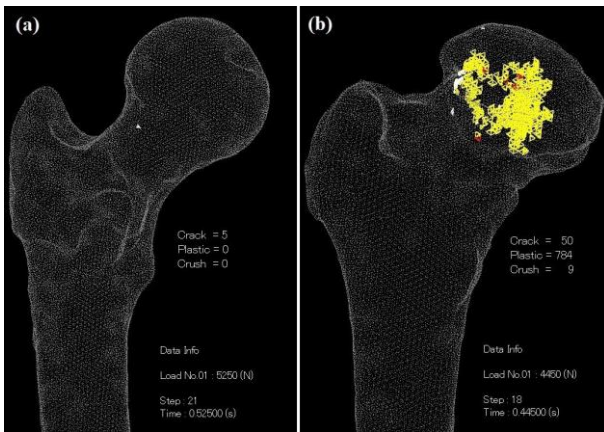 (a)
Crack = 5
Plastic = 0
Crush = 0
Data Info
Load No.01 : 5250 (N)
Step : 21
Time : 0.52500 (s)
(b)
Crack = 50
Plastic = 784
Crush = 9
Data Info
Load No.01 : 4450 (N)
Step : 18
Time : 0.44500 (s)